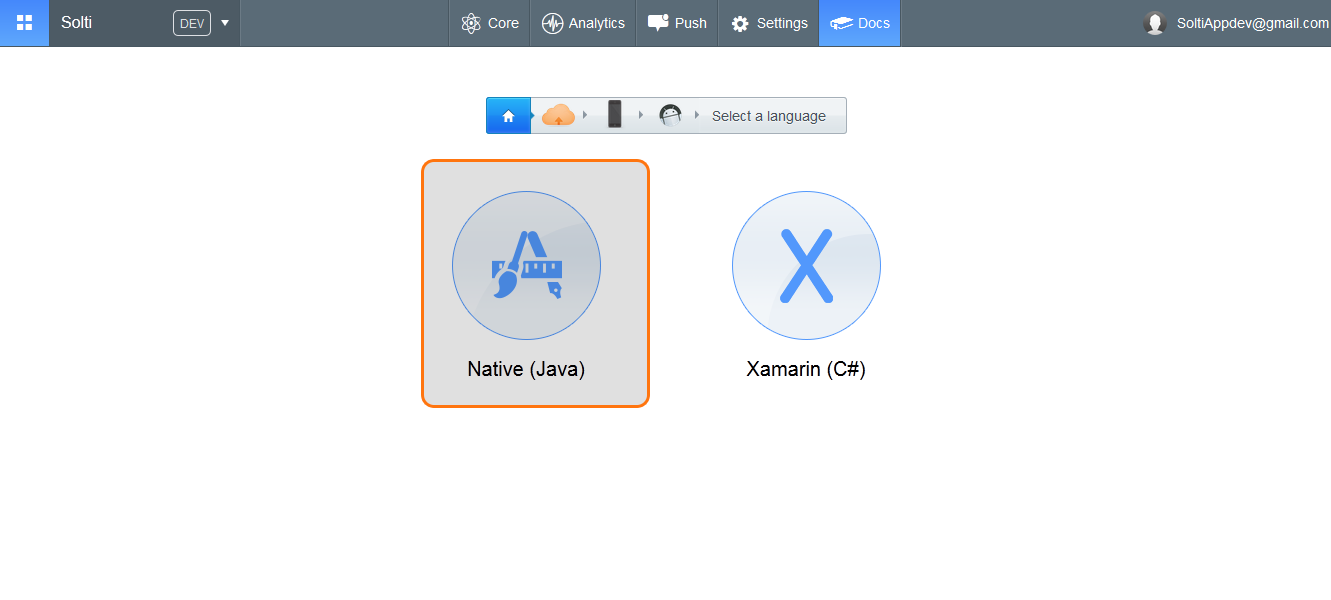 Solti DEV Core Analytics Push Settings Docs SoltiAppdev@gmail.com
Select a language
Native (Java) Xamarin (C#)